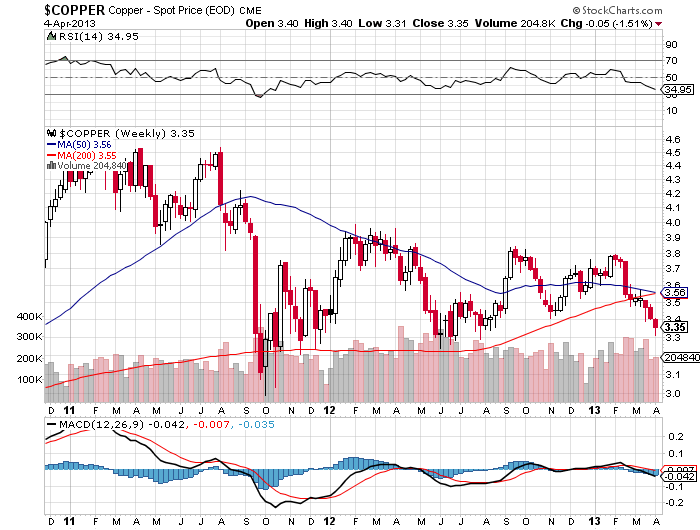 $COPPER Copper - Spot Price (EOD) CME
© StockCharts.com
4-Apr-2013
Open 3.40 High 3.40 Low 3.31 Close 3.35 Volume 204.8K Chg -0.05 (-1.51%)
RSI(14) 34.95
90
70
50
34.95
30
10
$COPPER (Weekly) 3.35
MA(50) 3.56
MA(200) 3.55
Volume 204,840
4.6
4.5
4.4
4.3
4.2
4.1
4.0
3.9
3.8
3.7
3.6
3.56
3.5
3.4
3.35
3.3
3.2
3.1
3.0
400K
300K
200K
100K
204840
D 11 F M A M J J A S O N D 12 F M A M J J A S O N D 13 F M A
MACD(12,26,9) -0.042, -0.007, -0.035
0.2
0.1
-0.007
-0.042
-0.1
-0.2
D 11 F M A M J J A S O N D 12 F M A M J J A S O N D 13 F M A